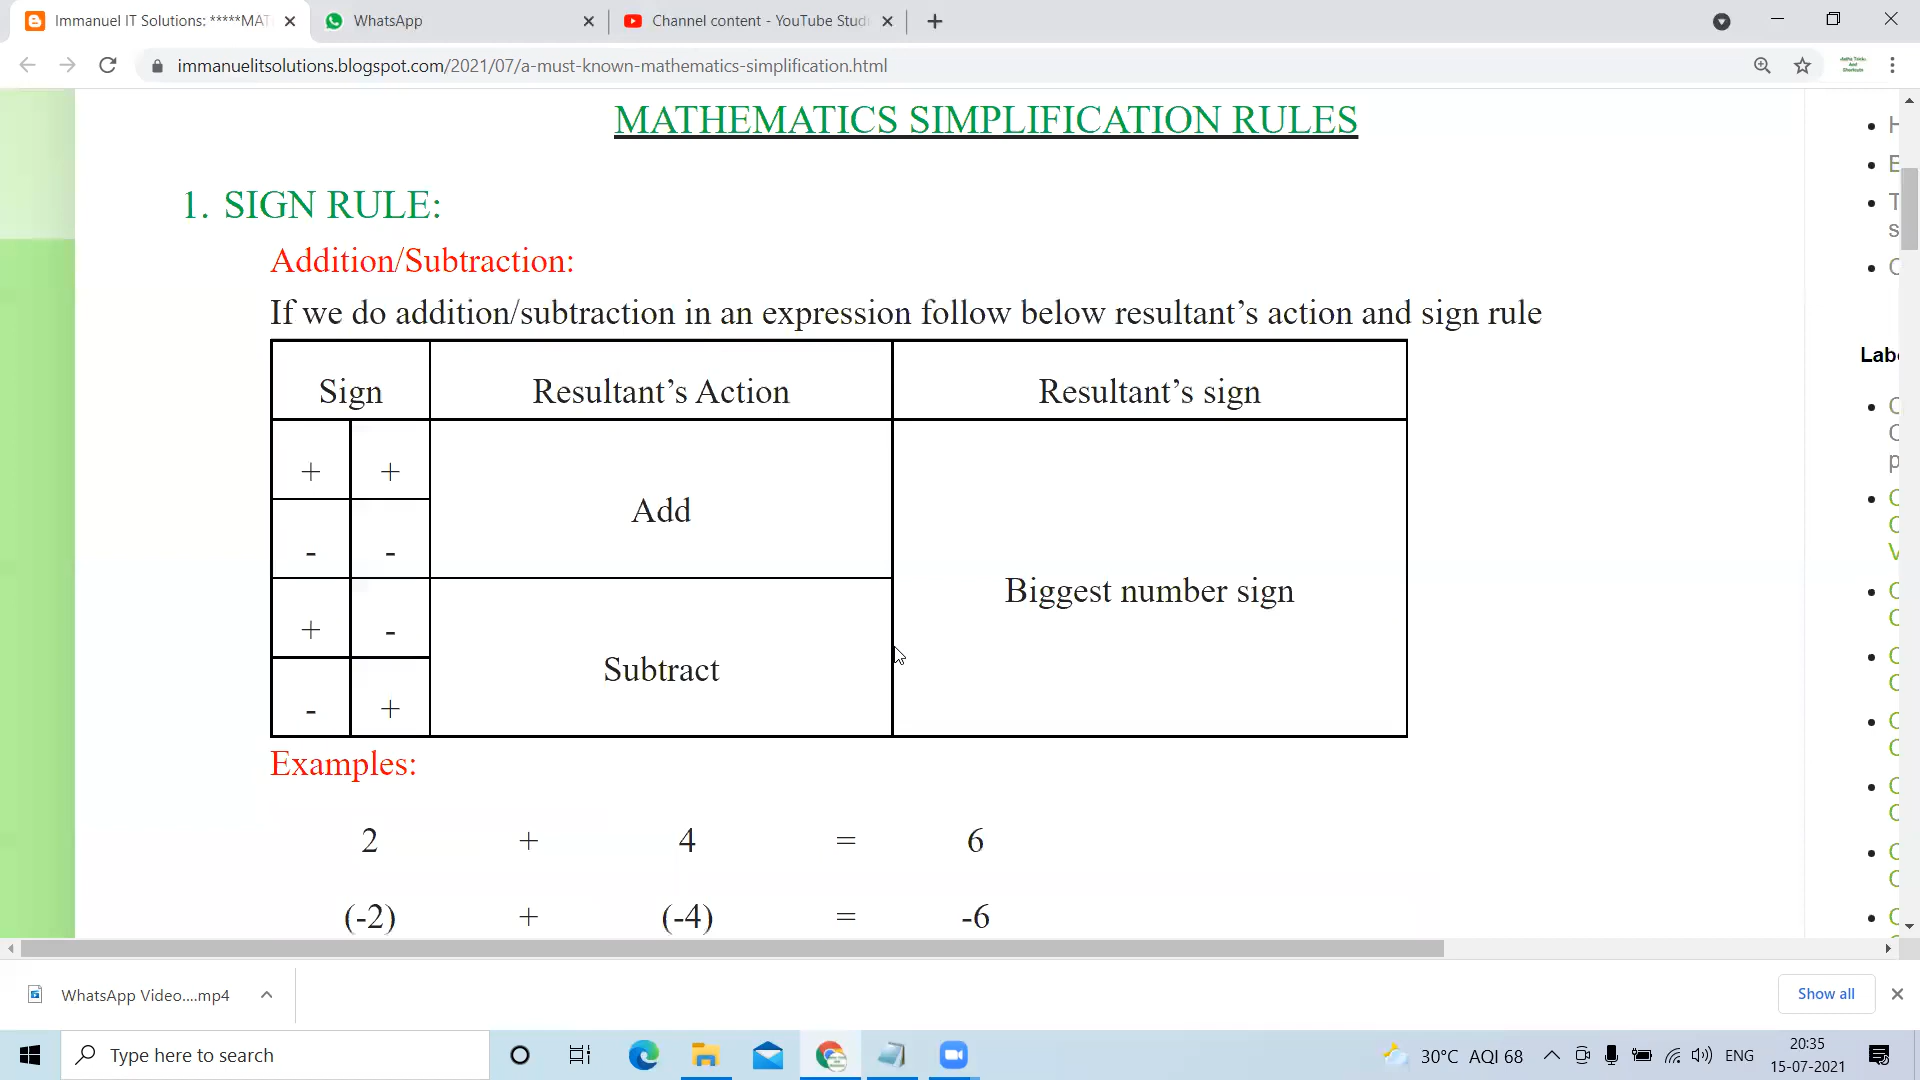 Immanuel IT Solutions: *****MAT
WhatsApp
Channel content - YouTube Studi
immanuelitsolutions.blogspot.com/2021/07/a-must-known-mathematics-simplification.html
MATHEMATICS SIMPLIFICATION RULES
1. SIGN RULE:
Addition/Subtraction:
If we do addition/subtraction in an expression follow below resultant’s action and sign rule
Sign Resultant’s Action Resultant’s sign
+ +
Add
- -
Biggest number sign
+ -
Subtract
- +
Examples:
2 + 4 = 6
(-2) + (-4) = -6
Labe
WhatsApp Video....mp4
Show all
Type here to search
30°C AQI 68
ENG
20:35
15-07-2021